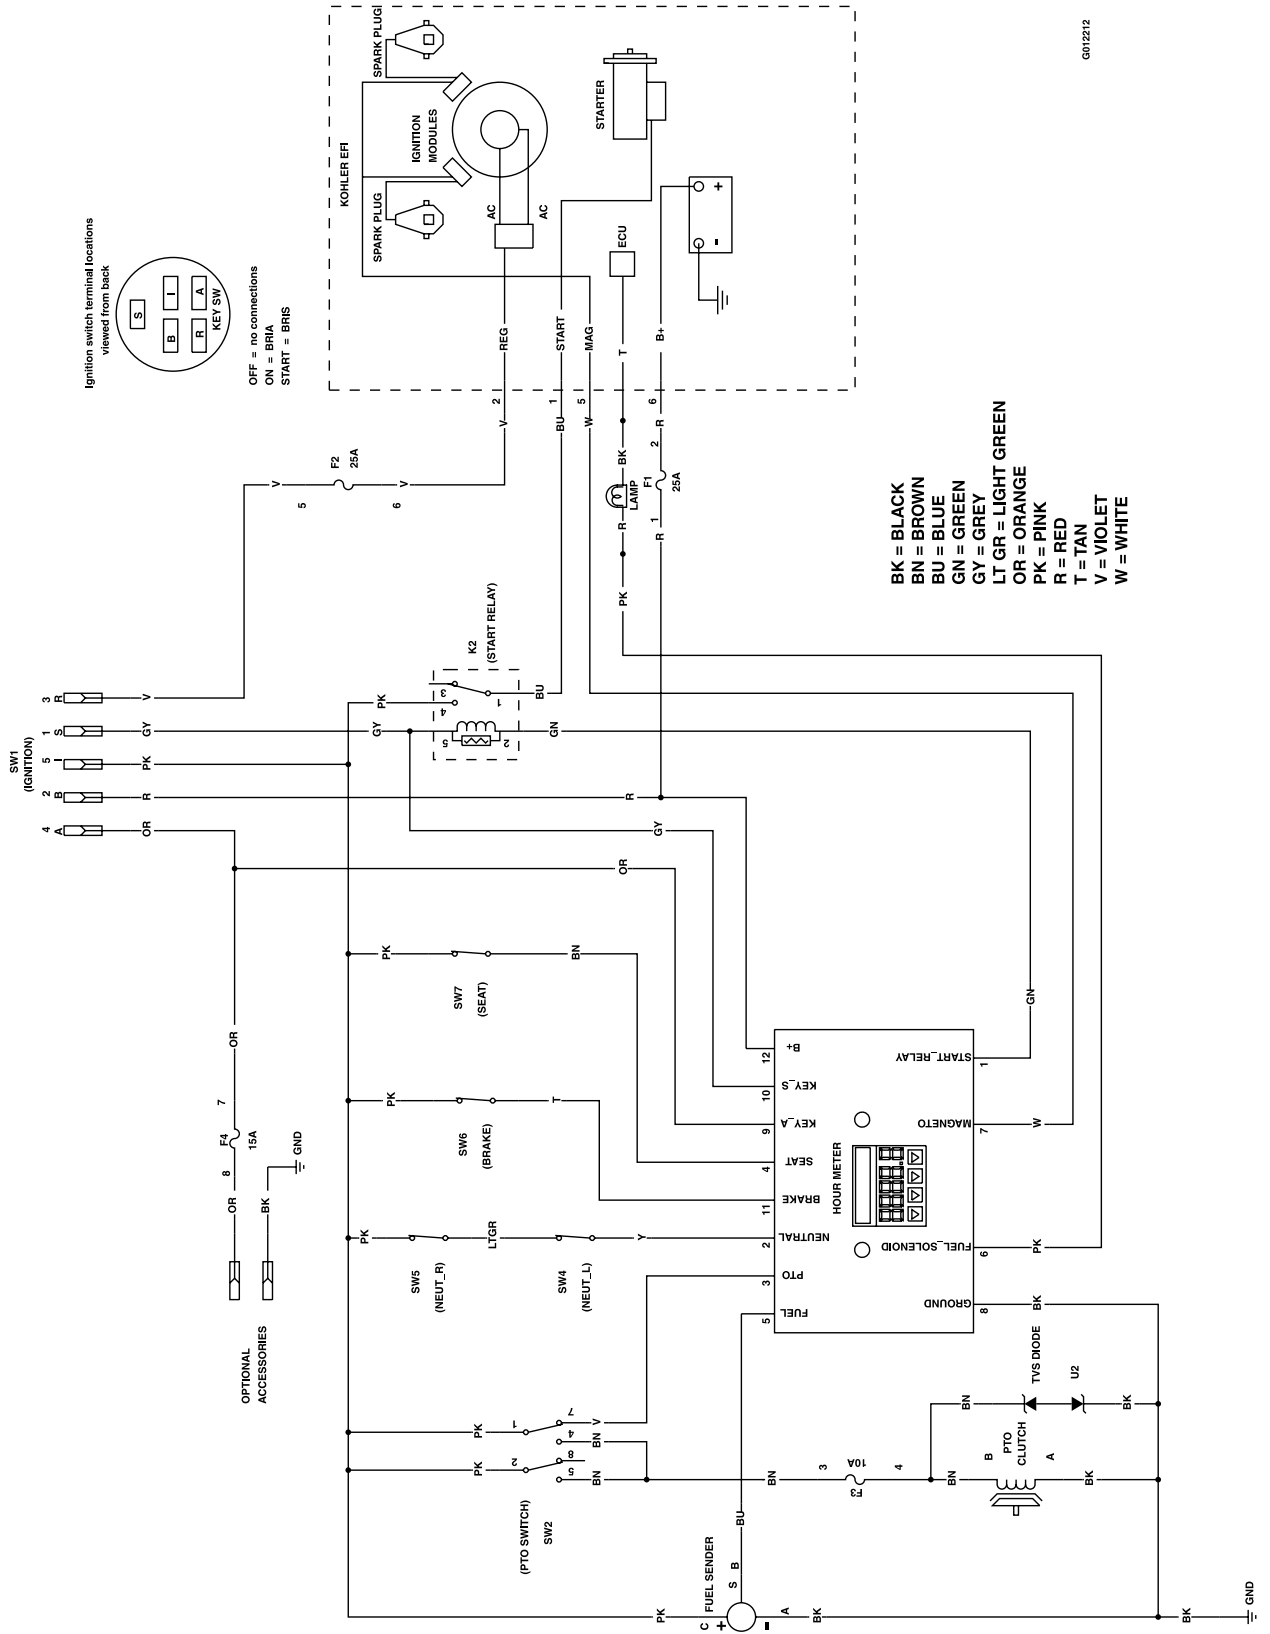 Ignition switch terminal locations
viewed from back
S
B
I
R
A
KEY SW
OFF = no connections
ON = BRIA
START = BRIS
KOHLER EFI
SPARK PLUG
SPARK PLUG
IGNITION
MODULES
AC
AC
STARTER
ECU
+
-
REG
START
MAG
T
B+
2
1
5
6
V
BU
W
BK
R
2
F1
25A
1
R
LAMP
R
PK
F2
25A
V
5
6
V
G012212
SW1
(IGNITION)
3
R
V
1
S
GY
5
I
PK
2
B
R
4
A
OR
K2
(START RELAY)
PK
3
4
1
BU
GY
5
2
GN
R
GY
OR
BK = BLACK
BN = BROWN
BU = BLUE
GN = GREEN
GY = GREY
LT GR = LIGHT GREEN
OR = ORANGE
PK = PINK
R = RED
T = TAN
V = VIOLET
W = WHITE
OR
7
F4
15A
8
OR
BK
GND
OPTIONAL
ACCESSORIES
PK
SW7
(SEAT)
BN
PK
SW6
(BRAKE)
T
PK
SW5
(NEUT_R)
LTGR
SW4
(NEUT_L)
Y
HOUR METER
12
B+
10
KEY_S
9
KEY_A
4
SEAT
11
BRAKE
2
NEUTRAL
3
PTO
5
FUEL
START_RELAY
1
GN
MAGNETO
7
W
FUEL_SOLENOID
6
PK
GROUND
8
BK
PK
1
7
V
4
BN
PK
2
8
5
BN
(PTO SWITCH)
SW2
BN
3
10A
F3
4
BN
TVS DIODE
U2
BK
BN
B
PTO
CLUTCH
A
BK
BU
FUEL SENDER
S
B
C
+
-
A
PK
BK
BK
GND